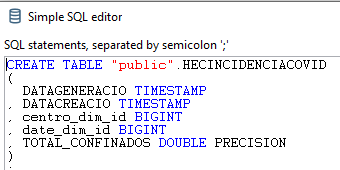 Simple SQL editor
SQL statements, separated by semicolon ';'
CREATE TABLE "public".HECINCIDENCIACOVID
(
  DATAGENERACIO TIMESTAMP
, DATACREACIO TIMESTAMP
, centro_dim_id BIGINT
, date_dim_id BIGINT
, TOTAL_CONFINADOS DOUBLE PRECISION
)
;